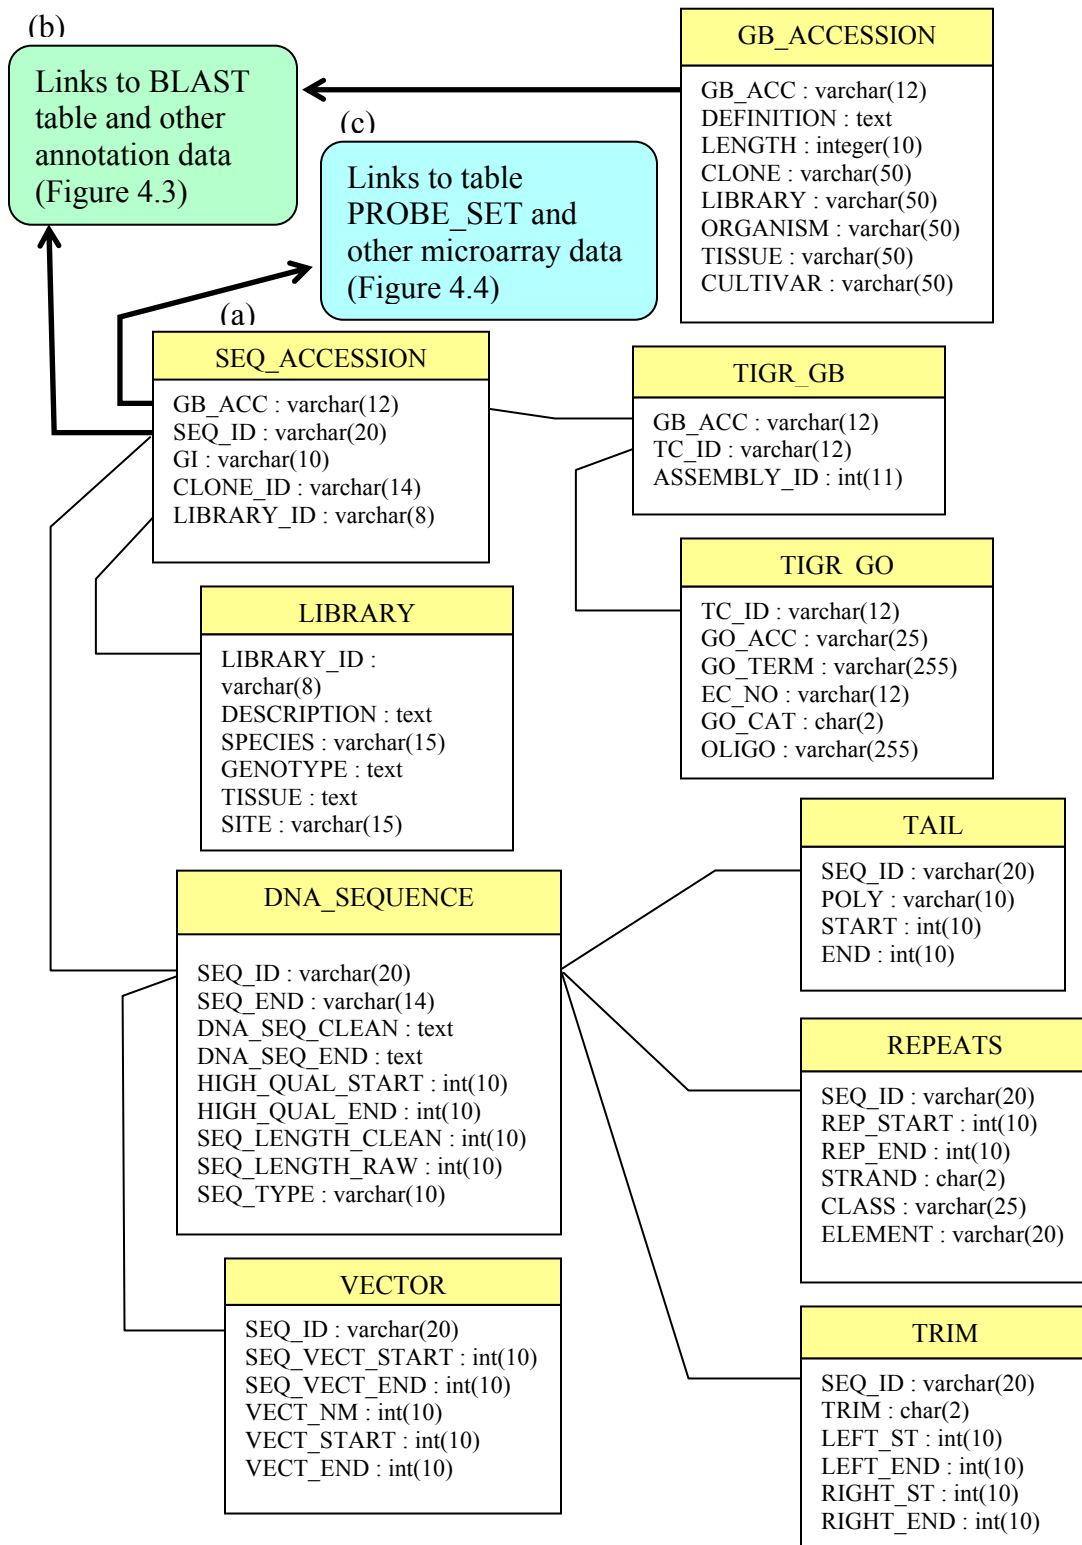 (b)
Links to BLAST
table and other
annotation data
(Figure 4.3)
(c)
Links to table
PROBE_SET and
other microarray data
(Figure 4.4)
GB_ACCESSION
GB_ACC : varchar(12)
DEFINITION : text
LENGTH : integer(10)
CLONE : varchar(50)
LIBRARY : varchar(50)
ORGANISM : varchar(50)
TISSUE : varchar(50)
CULTIVAR : varchar(50)
(a)
SEQ_ACCESSION
GB_ACC : varchar(12)
SEQ_ID : varchar(20)
GI : varchar(10)
CLONE_ID : varchar(14)
LIBRARY_ID : varchar(8)
TIGR_GB
GB_ACC : varchar(12)
TC_ID : varchar(12)
ASSEMBLY_ID : int(11)
TIGR_GO
TC_ID : varchar(12)
GO_ACC : varchar(25)
GO_TERM : varchar(255)
EC_NO : varchar(12)
GO_CAT : char(2)
OLIGO : varchar(255)
LIBRARY
LIBRARY_ID :
varchar(8)
DESCRIPTION : text
SPECIES : varchar(15)
GENOTYPE : text
TISSUE : text
SITE : varchar(15)
DNA_SEQUENCE
SEQ_ID : varchar(20)
SEQ_END : varchar(14)
DNA_SEQ_CLEAN : text
DNA_SEQ_END : text
HIGH_QUAL_START : int(10)
HIGH_QUAL_END : int(10)
SEQ_LENGTH_CLEAN : int(10)
SEQ_LENGTH_RAW : int(10)
SEQ_TYPE : varchar(10)
TAIL
SEQ_ID : varchar(20)
POLY : varchar(10)
START : int(10)
END : int(10)
REPEATS
SEQ_ID : varchar(20)
REP_START : int(10)
REP_END : int(10)
STRAND : char(2)
CLASS : varchar(25)
ELEMENT : varchar(20)
VECTOR
SEQ_ID : varchar(20)
SEQ_VECT_START : int(10)
SEQ_VECT_END : int(10)
VECT_NM : int(10)
VECT_START : int(10)
VECT_END : int(10)
TRIM
SEQ_ID : varchar(20)
TRIM : char(2)
LEFT_ST : int(10)
LEFT_END : int(10)
RIGHT_ST : int(10)
RIGHT_END : int(10)